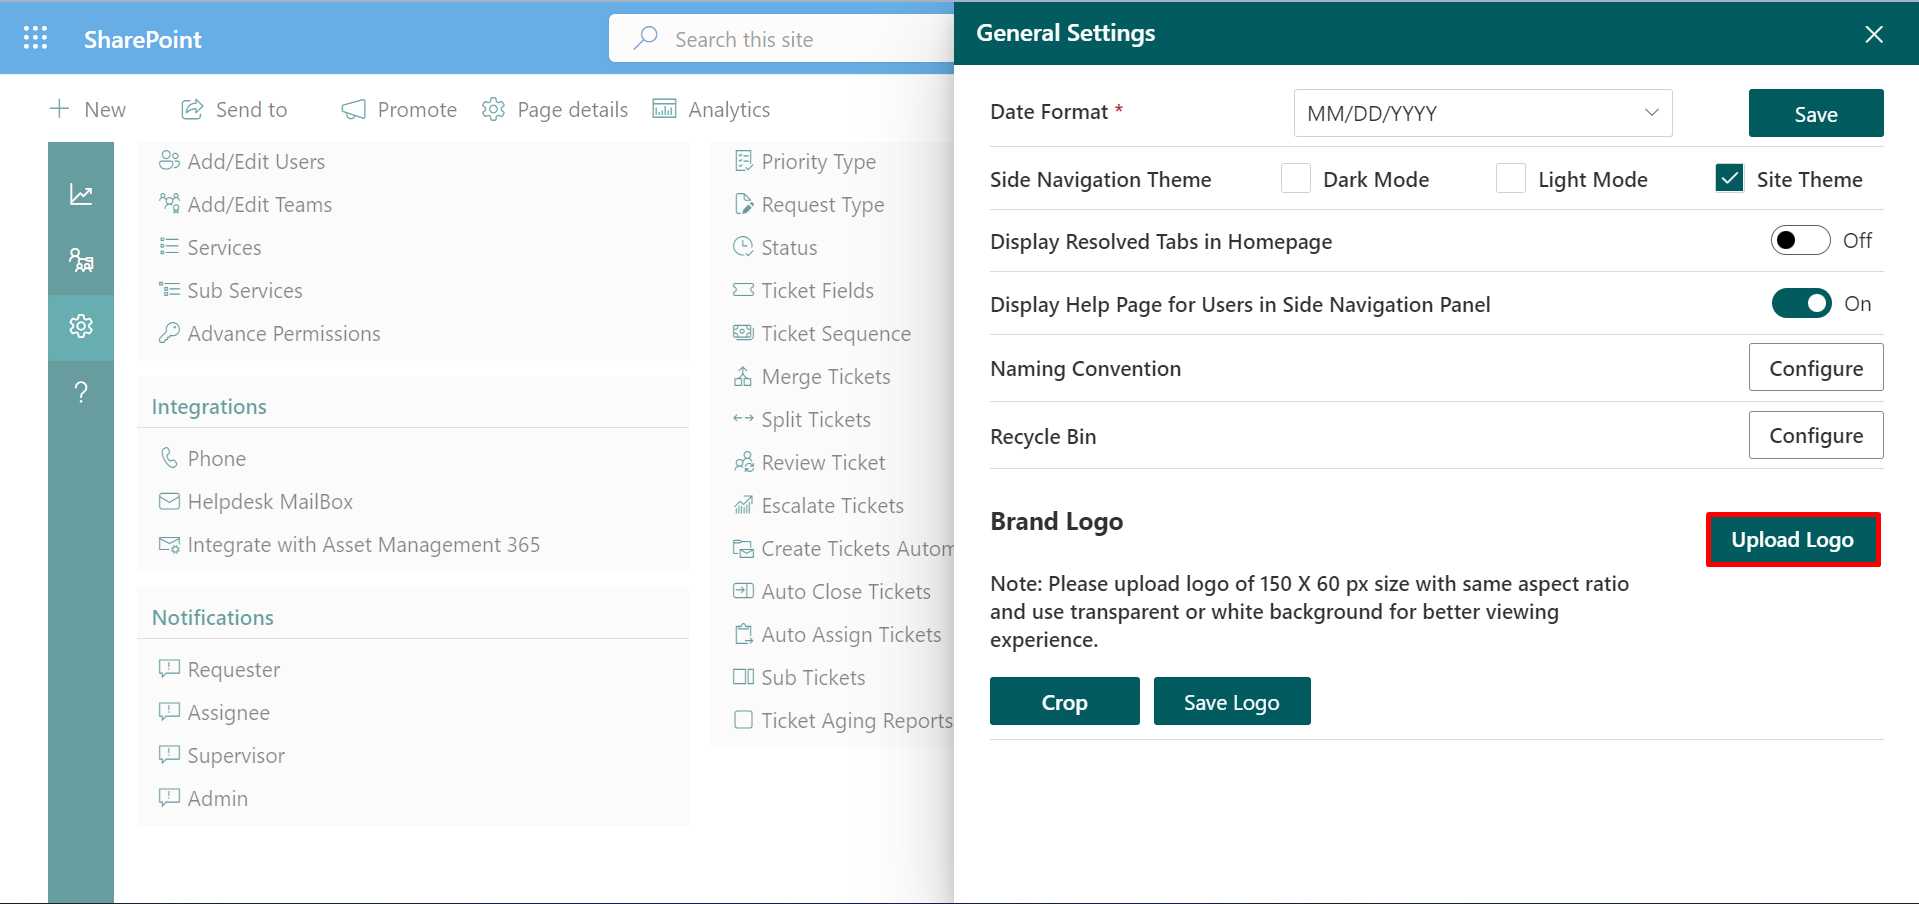 SharePoint
Search this site
New
Send to
Promote
Page details
Analytics
Add/Edit Users
Add/Edit Teams
Services
Sub Services
Advance Permissions
Integrations
Phone
Helpdesk MailBox
Integrate with Asset Management 365
Notifications
Requester
Assignee
Supervisor
Admin
Priority Type
Request Type
Status
Ticket Fields
Ticket Sequence
Merge Tickets
Split Tickets
Review Ticket
Escalate Tickets
Create Tickets Autom
Auto Close Tickets
Auto Assign Tickets
Sub Tickets
Ticket Aging Reports
General Settings
Date Format *
MM/DD/YYYY
Save
Side Navigation Theme
Dark Mode
Light Mode
Site Theme
Display Resolved Tabs in Homepage
Off
Display Help Page for Users in Side Navigation Panel
On
Naming Convention
Configure
Recycle Bin
Configure
Brand Logo
Upload Logo
Note: Please upload logo of 150 X 60 px size with same aspect ratio
and use transparent or white background for better viewing
experience.
Crop
Save Logo